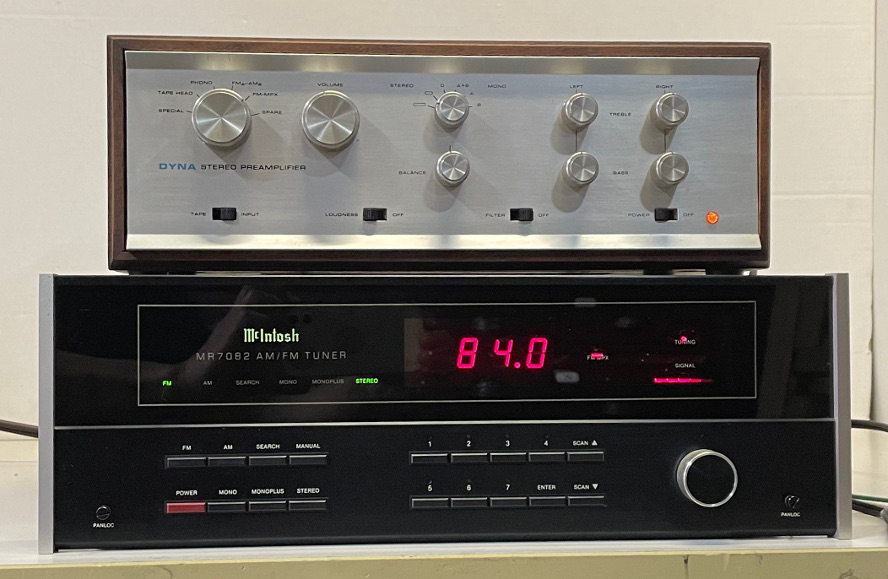 PHONO FMA-AMB VOLUME STEREO A+B MONO LEFT RIGHT
TAPE HEAD FM-MPX A
SPECIAL SPARE B TREBLE
DYNA STEREO PREAMPLIFIER BALANCE BASS
TAPE INPUT LOUDNESS OFF FILTER OFF POWER OFF
McIntosh
MR7082 AM/FM TUNER
84.0
FM MPX
TUNING
SIGNAL
FM AM SEARCH MONO MONOPLUS STEREO
FM AM SEARCH MANUAL
1 2 3 4 SCAN ▲
POWER MONO MONOPLUS STEREO
5 6 7 ENTER SCAN ▼
PANLOC PANLOC